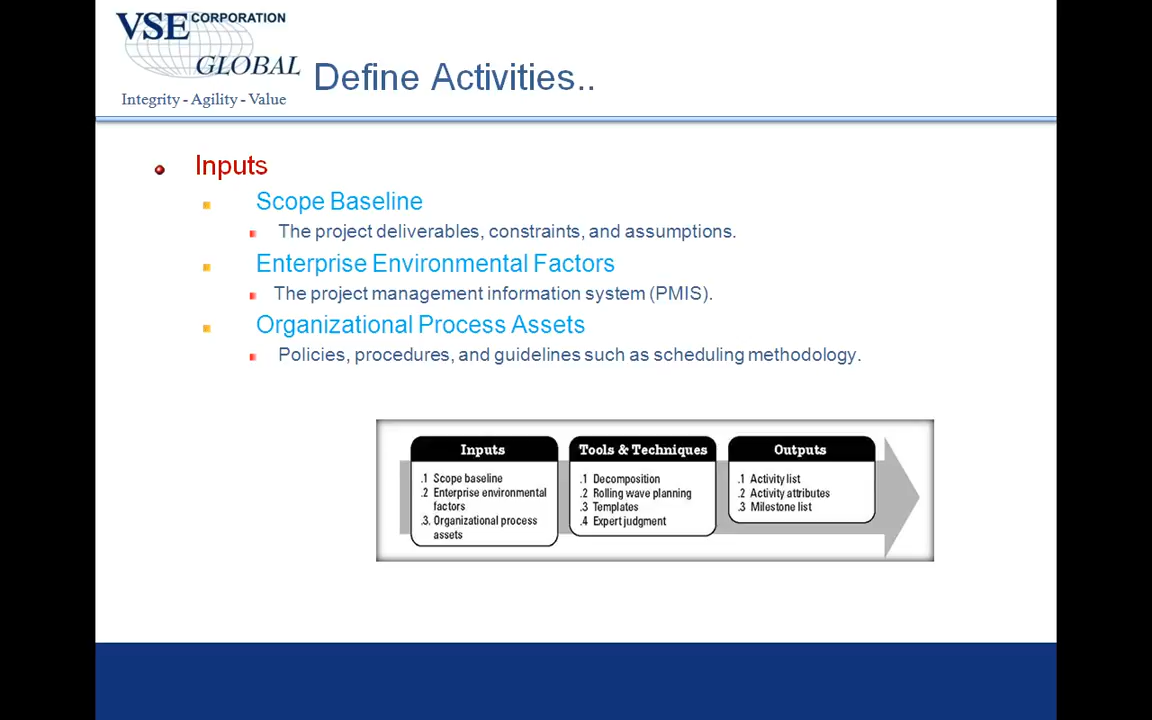 VSE CORPORATION
GLOBAL
Integrity - Agility - Value
Define Activities..
Inputs
Scope Baseline
The project deliverables, constraints, and assumptions.
Enterprise Environmental Factors
The project management information system (PMIS).
Organizational Process Assets
Policies, procedures, and guidelines such as scheduling methodology.
Inputs
.1 Scope baseline
.2 Enterprise environmental
factors
.3. Organizational process
assets
Tools & Techniques
.1 Decomposition
.2 Rolling wave planning
.3 Templates
.4 Expert judgment
Outputs
.1 Activity list
.2 Activity attributes
.3 Milestone list